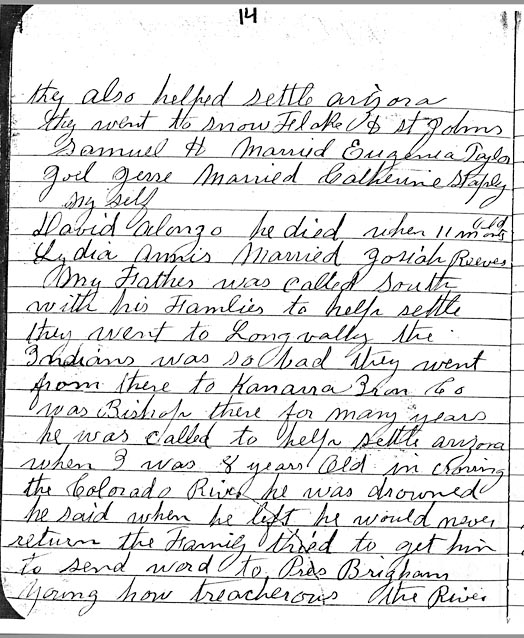 14
they also helped settle arizora
they went to Snow Flake & St Johns
Samuel H Married Eugenia Taylor
Joel Jesse Married Catherine Staply
my self
David Alonzo he died when 11 mons old
Lydia Annis Married Josiah Reeves
My Father was called South
with his Famlies to help settle
they went to Long vally the
Indians was so bad they went
from there to Kanarra Iron Co
was Bishop there for many years
he was called to help settle arizora
when I was 8 years Old in croning
the Colorado River he was drowned
he said when he left he would never
return the Family tried to get him
to send word to Pres Brigham
Young how treacherous the River